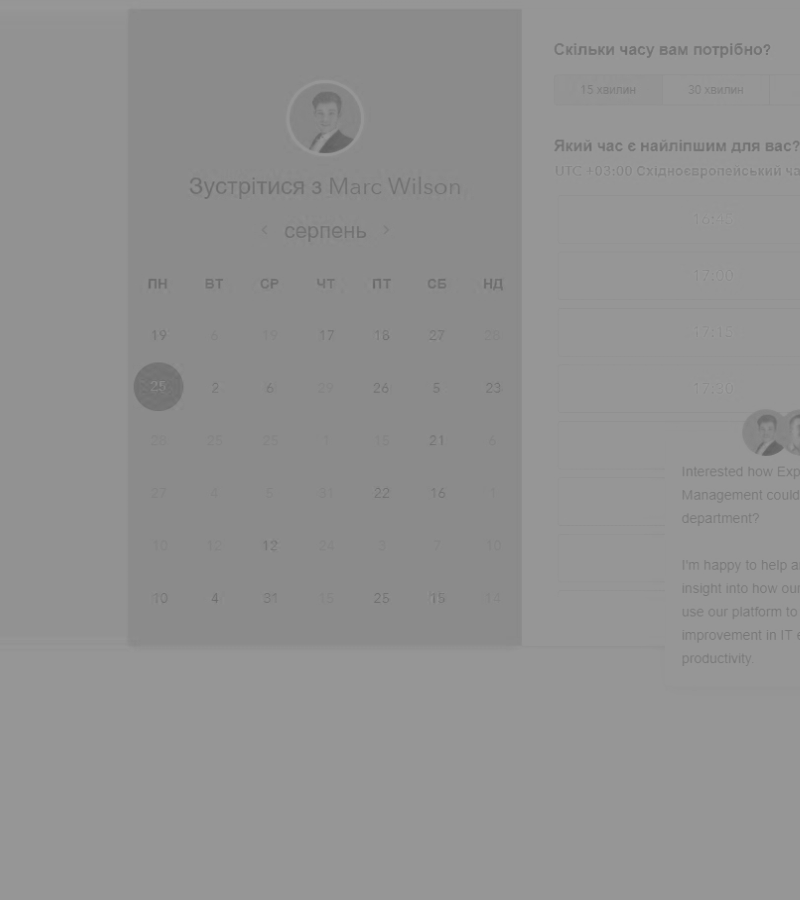 Скільки часу вам потрібно?
15 хвилин 30 хвилин
Який час є найліпшим для вас?
UTC +03:00 Східноєвропейський ча
Зустрітися з Marc Wilson
‹ серпень ›
ПН ВТ СР ЧТ ПТ СБ НД
19 6 19 17 18 27 23
25 2 6 29 26 5 23
26 25 25 1 15 21 6
27 4 5 31 22 16 1
10 12 12 24 3 7 10
10 4 31 15 25 15 14
16:45
17:00
17:15
17:30
Interested how Exp
Management could
department?
I'm happy to help a
insight into how our
use our platform to
improvement in IT e
productivity.